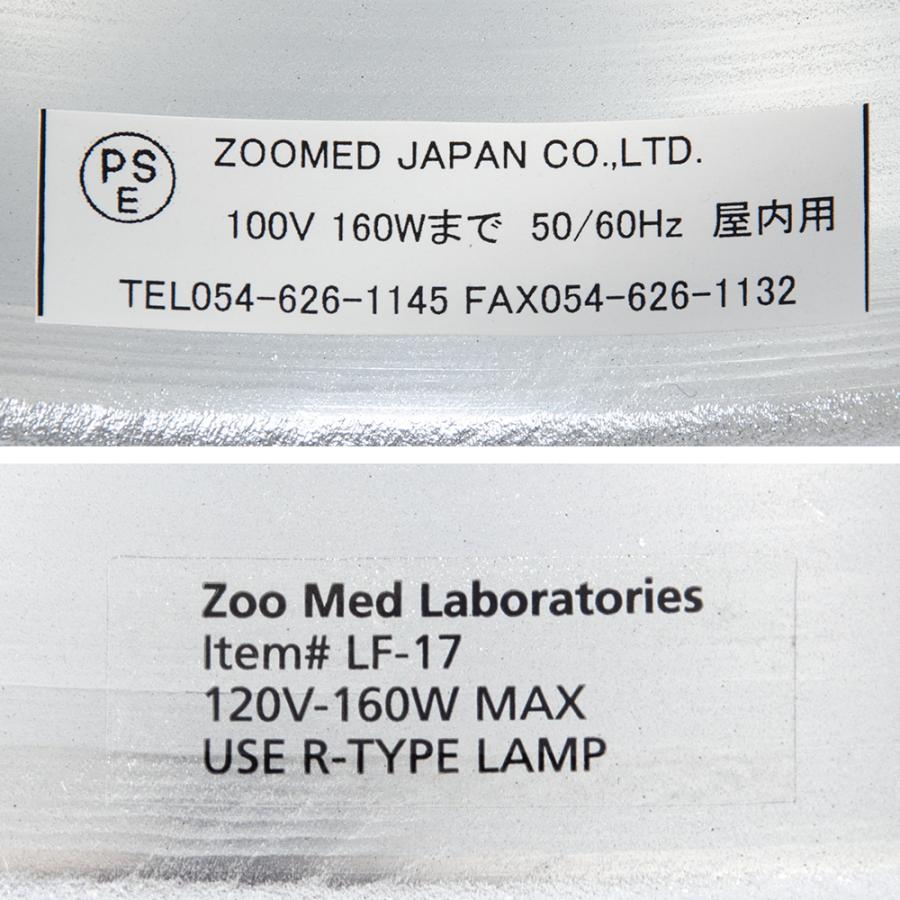 PSE
ZOOMED JAPAN CO.,LTD.
100V 160Wまで 50/60Hz 屋内用
TEL054-626-1145 FAX054-626-1132
Zoo Med Laboratories
Item# LF-17
120V-160W MAX
USE R-TYPE LAMP